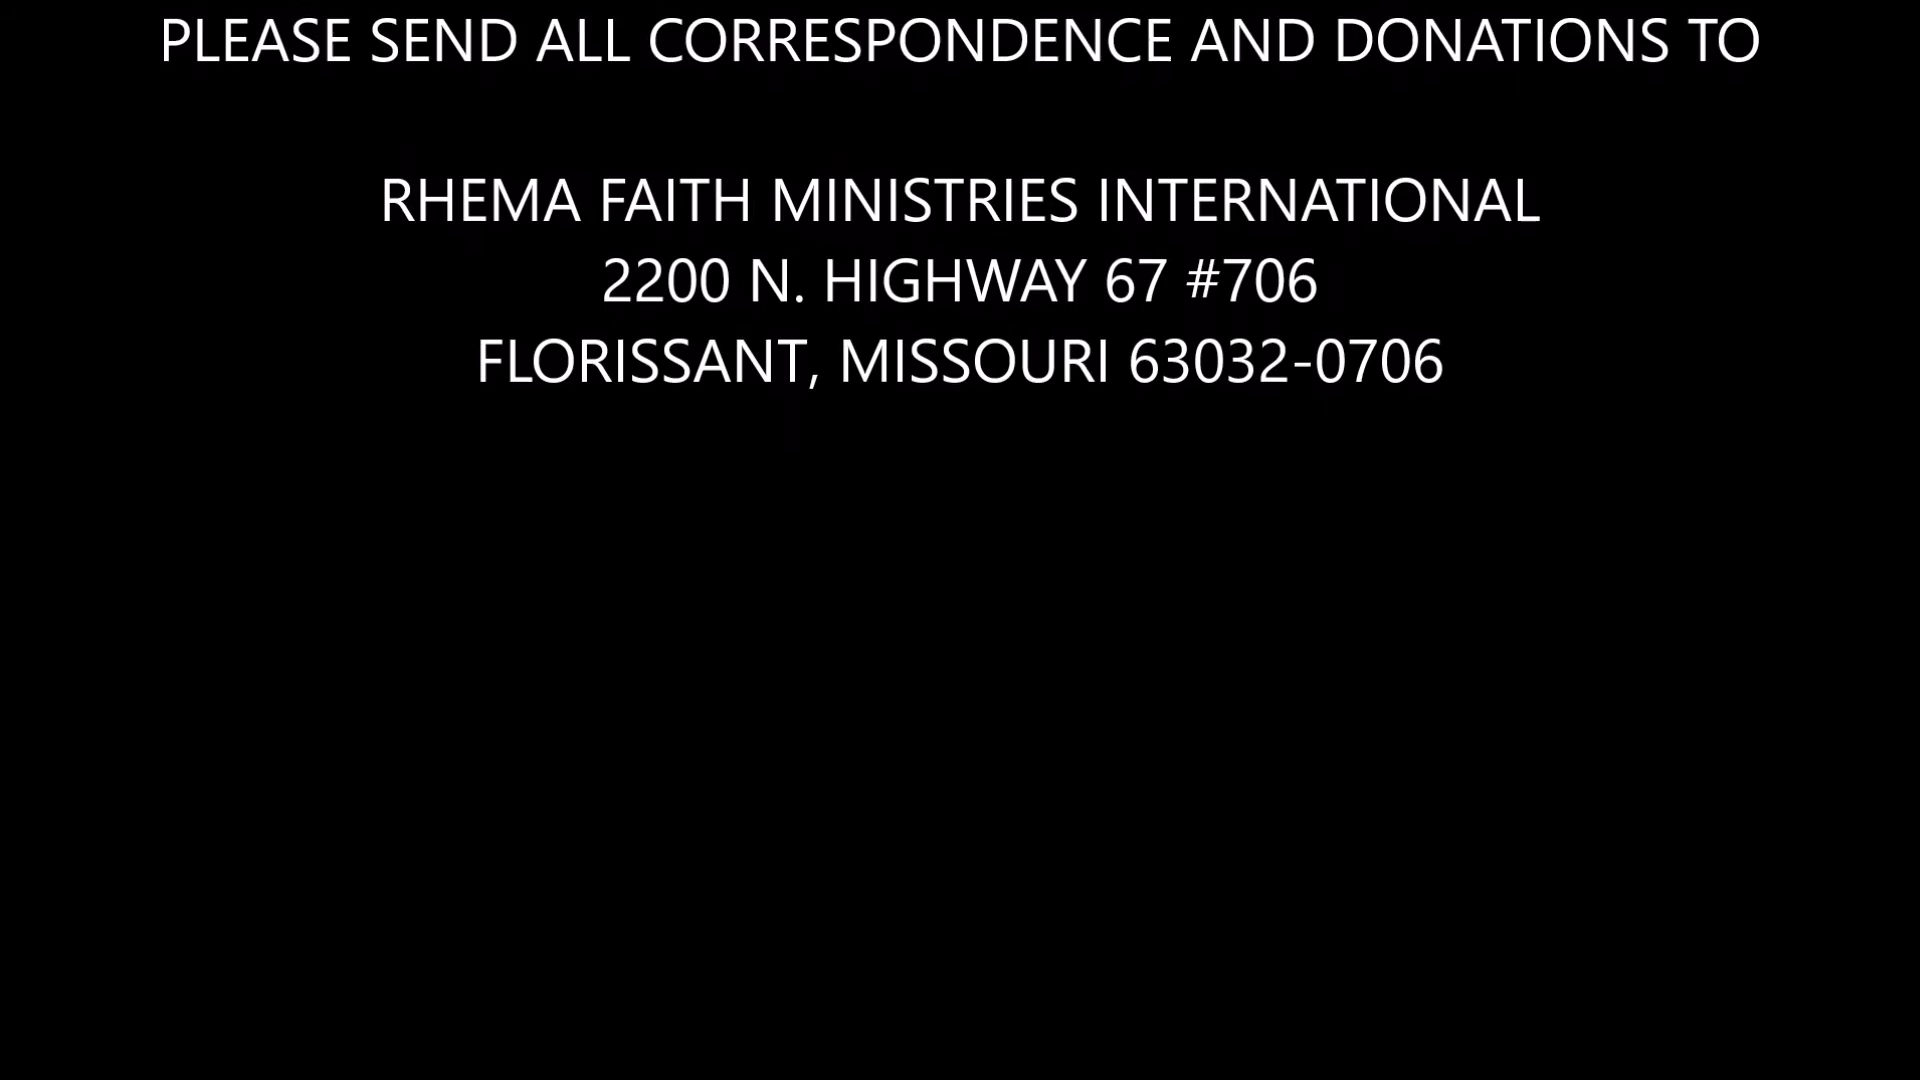 PLEASE SEND ALL CORRESPONDENCE AND DONATIONS TO
RHEMA FAITH MINISTRIES INTERNATIONAL
2200 N. HIGHWAY 67 #706
FLORISSANT, MISSOURI 63032-0706